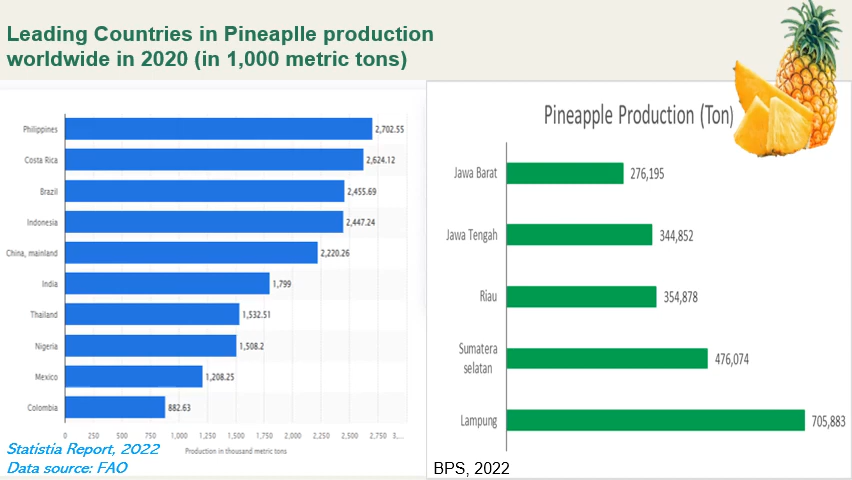 Leading Countries in Pineaplle production
worldwide in 2020 (in 1,000 metric tons)
Philippines 2,702.55
Costa Rica 2,624.12
Brazil 2,455.69
Indonesia 2,447.24
China, mainland 2,220.26
India 1,799
Thailand 1,532.51
Nigeria 1,508.2
Mexico 1,208.25
Colombia 882.63
0 250 500 750 1,000 1,250 1,500 1,750 2,000 2,250 2,500 2,750 3,...
Production in thousand metric tons
Statistia Report, 2022
Data source: FAO
Pineapple Production (Ton)
Jawa Barat 276,195
Jawa Tengah 344,852
Riau 354,878
Sumatera
selatan 476,074
Lampung 705,883
BPS, 2022